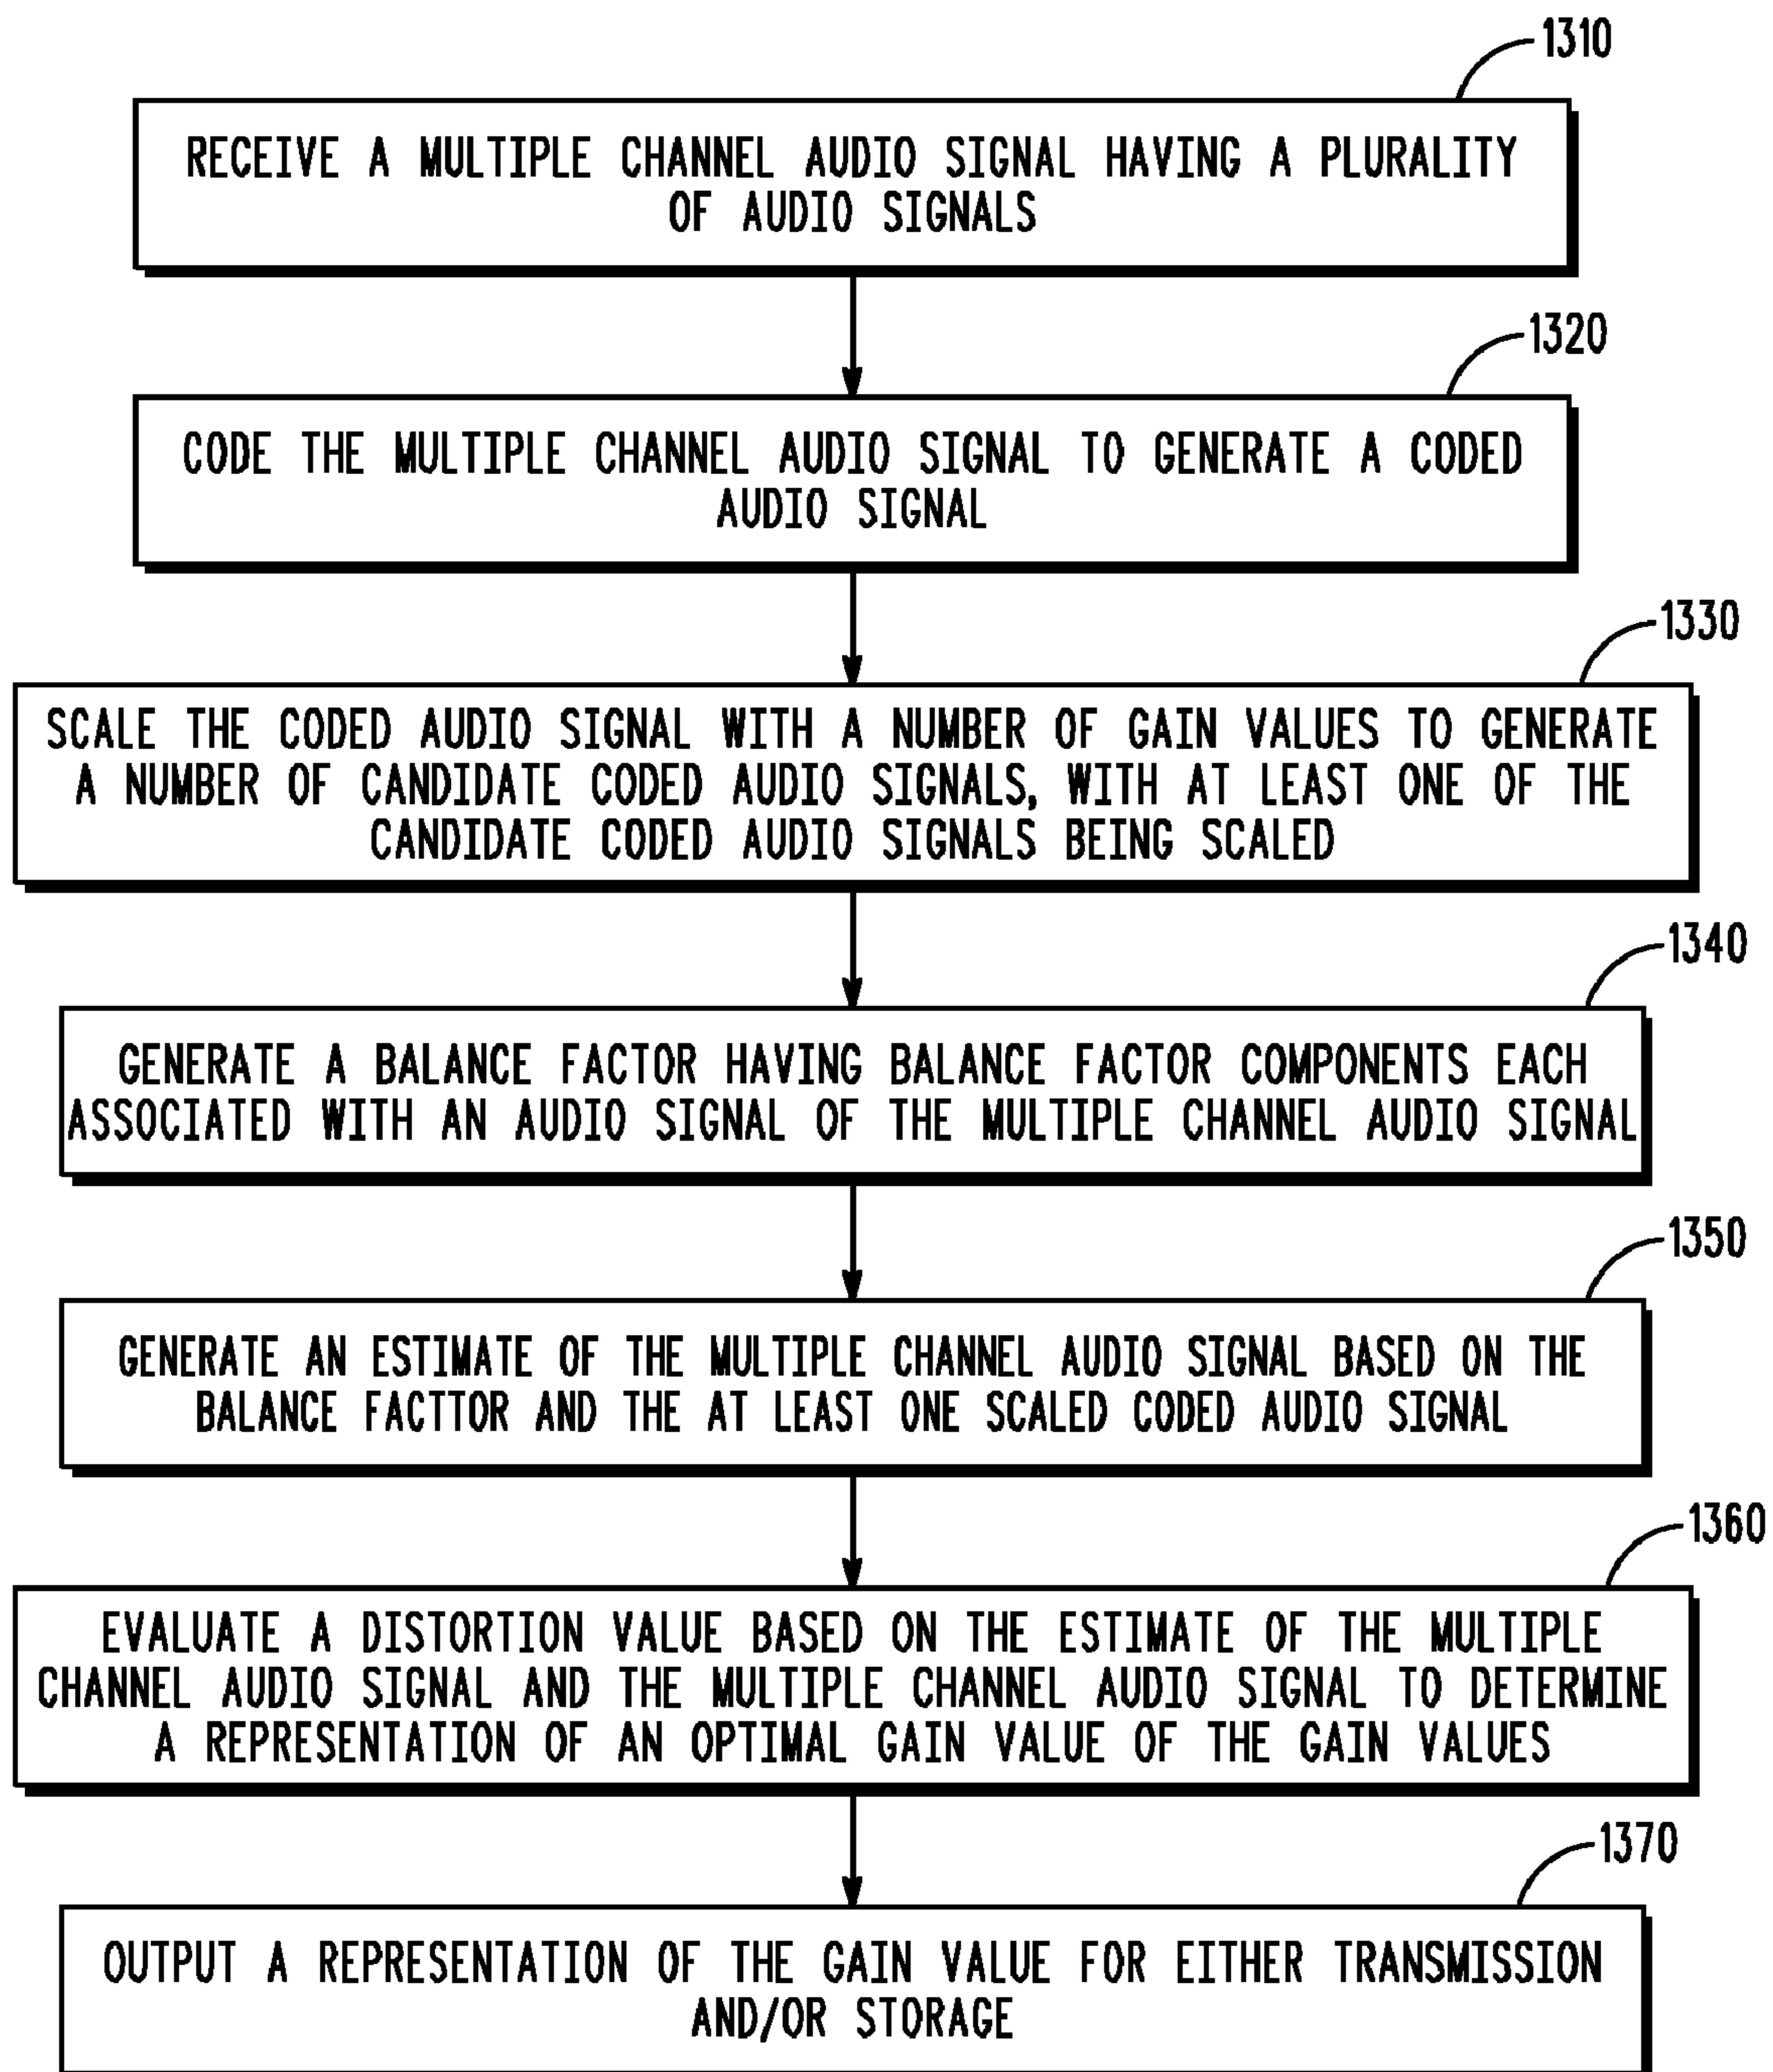 1310
RECEIVE A MULTIPLE CHANNEL AUDIO SIGNAL HAVING A PLURALITY
OF AUDIO SIGNALS
1320
CODE THE MULTIPLE CHANNEL AUDIO SIGNAL TO GENERATE A CODED
AUDIO SIGNAL
1330
SCALE THE CODED AUDIO SIGNAL WITH A NUMBER OF GAIN VALUES TO GENERATE
A NUMBER OF CANDIDATE CODED AUDIO SIGNALS, WITH AT LEAST ONE OF THE
CANDIDATE CODED AUDIO SIGNALS BEING SCALED
1340
GENERATE A BALANCE FACTOR HAVING BALANCE FACTOR COMPONENTS EACH
ASSOCIATED WITH AN AUDIO SIGNAL OF THE MULTIPLE CHANNEL AUDIO SIGNAL
1350
GENERATE AN ESTIMATE OF THE MULTIPLE CHANNEL AUDIO SIGNAL BASED ON THE
BALANCE FACTTOR AND THE AT LEAST ONE SCALED CODED AUDIO SIGNAL
1360
EVALUATE A DISTORTION VALUE BASED ON THE ESTIMATE OF THE MULTIPLE
CHANNEL AUDIO SIGNAL AND THE MULTIPLE CHANNEL AUDIO SIGNAL TO DETERMINE
A REPRESENTATION OF AN OPTIMAL GAIN VALUE OF THE GAIN VALUES
1370
OUTPUT A REPRESENTATION OF THE GAIN VALUE FOR EITHER TRANSMISSION
AND/OR STORAGE